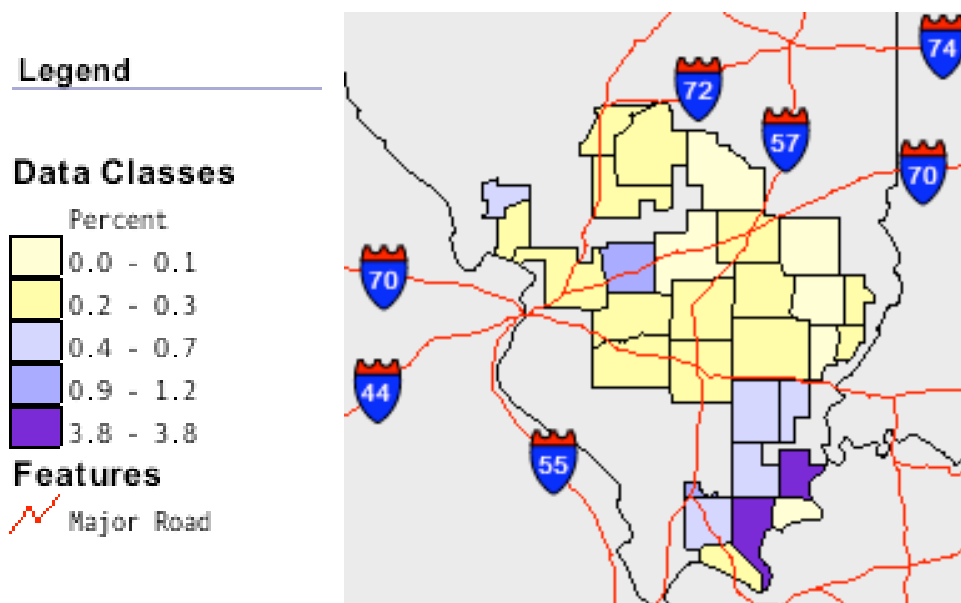 Legend
Data Classes
Percent
0.0 - 0.1
0.2 - 0.3
0.4 - 0.7
0.9 - 1.2
3.8 - 3.8
Features
Major Road
74
72
57
70
70
44
55